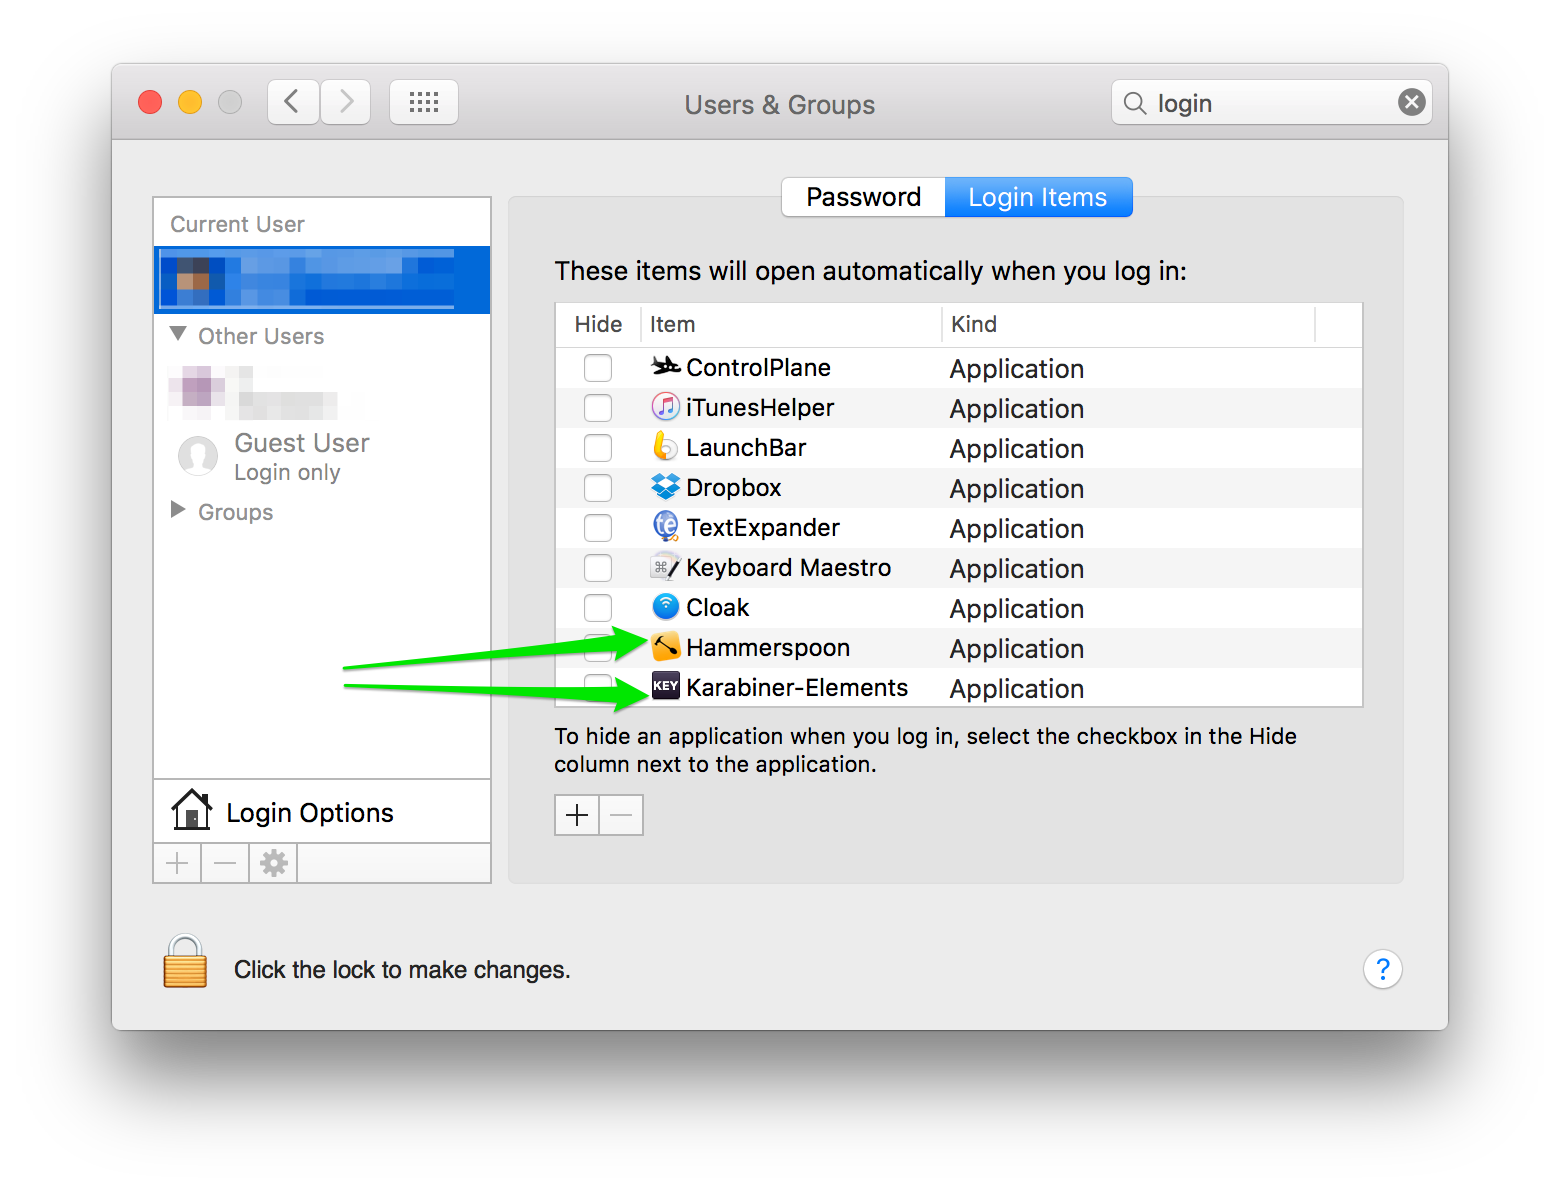 Users & Groups
login
Current User
Other Users
Guest User
Login only
Groups
Login Options
Password
Login Items
These items will open automatically when you log in:
Hide Item Kind
ControlPlane Application
iTunesHelper Application
LaunchBar Application
Dropbox Application
te TextExpander Application
Keyboard Maestro Application
Cloak Application
Hammerspoon Application
KEY Karabiner-Elements Application
To hide an application when you log in, select the checkbox in the Hide
column next to the application.
Click the lock to make changes.
?